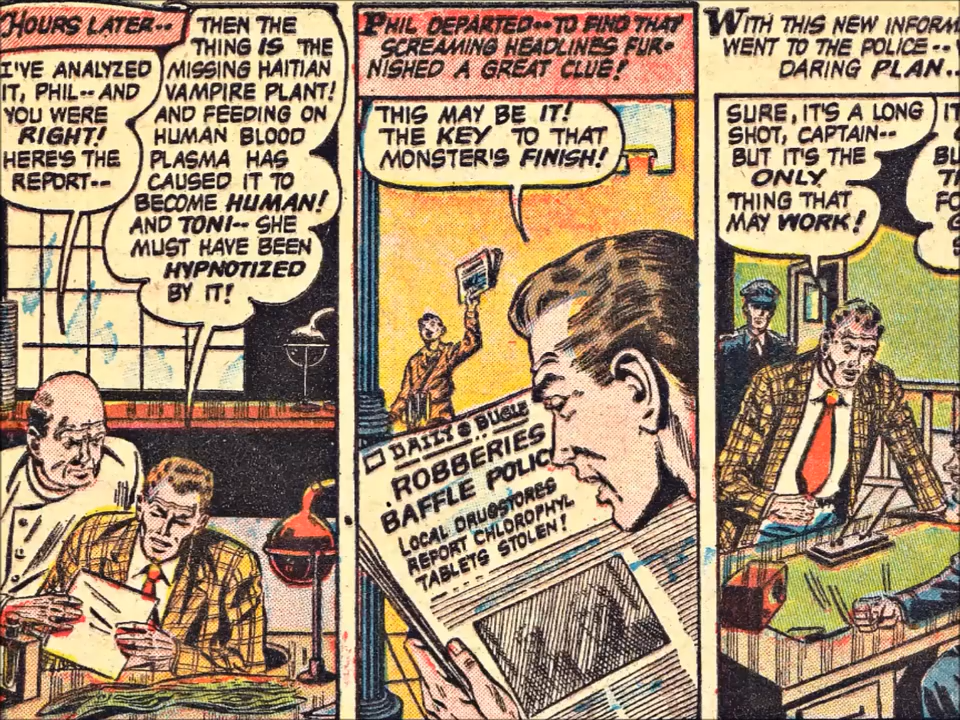 HOURS LATER--
I'VE ANALYZED
IT, PHIL--AND
YOU WERE
RIGHT!
HERE'S THE
REPORT--
THEN THE
THING IS THE
MISSING HAITIAN
VAMPIRE PLANT!
AND FEEDING ON
HUMAN BLOOD
PLASMA HAS
CAUSED IT TO
BECOME HUMAN!
AND TONI--SHE
MUST HAVE BEEN
HYPNOTIZED
BY IT!
PHIL DEPARTED--TO FIND THAT
SCREAMING HEADLINES FUR-
NISHED A GREAT CLUE!
THIS MAY BE IT!
THE KEY TO THAT
MONSTER'S FINISH!
DAILY BUGLE
ROBBERIES
BAFFLE POLIC
LOCAL DRUGSTORES
REPORT CHLOROPHYL
TABLETS STOLEN!
WITH THIS NEW INFORM
WENT TO THE POLICE--
DARING PLAN..
SURE, IT'S A LONG
SHOT, CAPTAIN--
BUT IT'S THE
ONLY
THING THAT
MAY WORK!